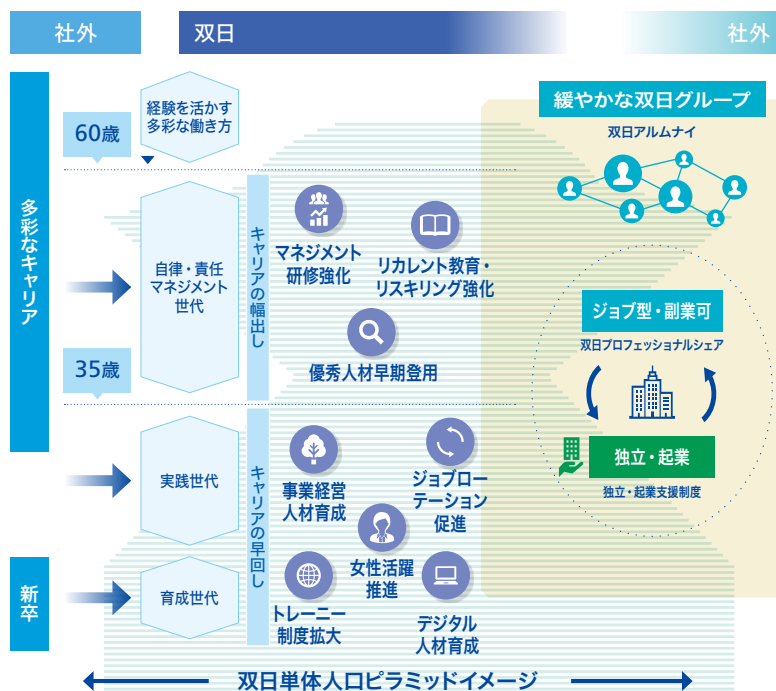 社外
双日
社外
多彩なキャリア
新卒
60歳
35歳
経験を活かす
多彩な働き方
自律・責任
マネジメント
世代
実践世代
育成世代
キャリアの幅出し
キャリアの早回し
マネジメント
研修強化
リカレント教育・
リスキリング強化
優秀人材早期登用
事業経営
人材育成
ジョブロー
テーション
促進
女性活躍
推進
トレーニー
制度拡大
デジタル
人材育成
緩やかな双日グループ
双日アルムナイ
ジョブ型・副業可
双日プロフェッショナルシェア
独立・起業
独立・起業支援制度
双日単体人口ピラミッドイメージ